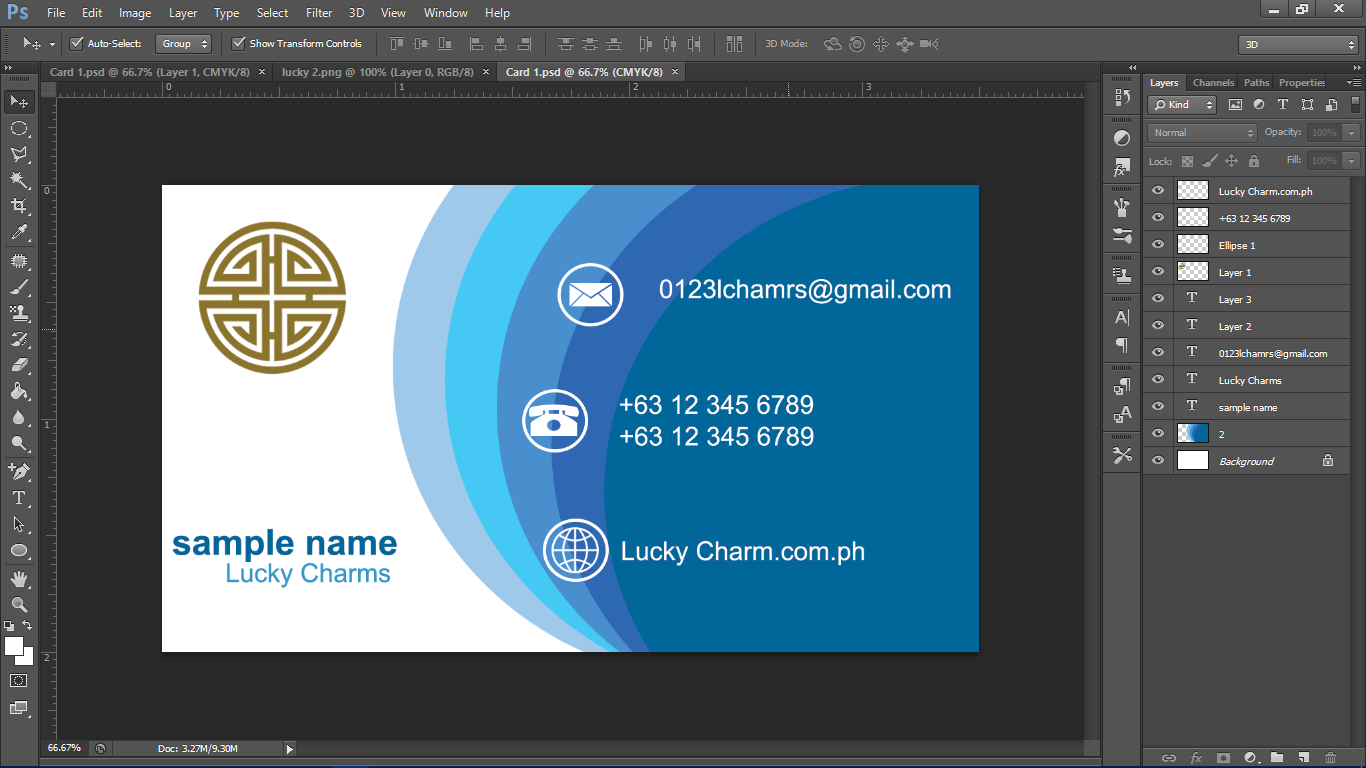 Ps File Edit Image Layer Type Select Filter 3D View Window Help
Auto-Select: Group Show Transform Controls 3D Mode: 3D
Card 1.psd @ 66.7% (Layer 1, CMYK/8) × lucky 2.png @ 100% (Layer 0, RGB/8) × Card 1.psd @ 66.7% (CMYK/8) ×
0 1 2 3
0
1
2
0123lchamrs@gmail.com
+63 12 345 6789
+63 12 345 6789
sample name
Lucky Charms
Lucky Charm.com.ph
66.67% Doc: 3.27M/9.30M
Layers Channels Paths Properties
Kind
Normal Opacity: 100%
Lock: Fill: 100%
Lucky Charm.com.ph
+63 12 345 6789
Ellipse 1
Layer 1
Layer 3
Layer 2
0123lchamrs@gmail.com
Lucky Charms
sample name
2
Background